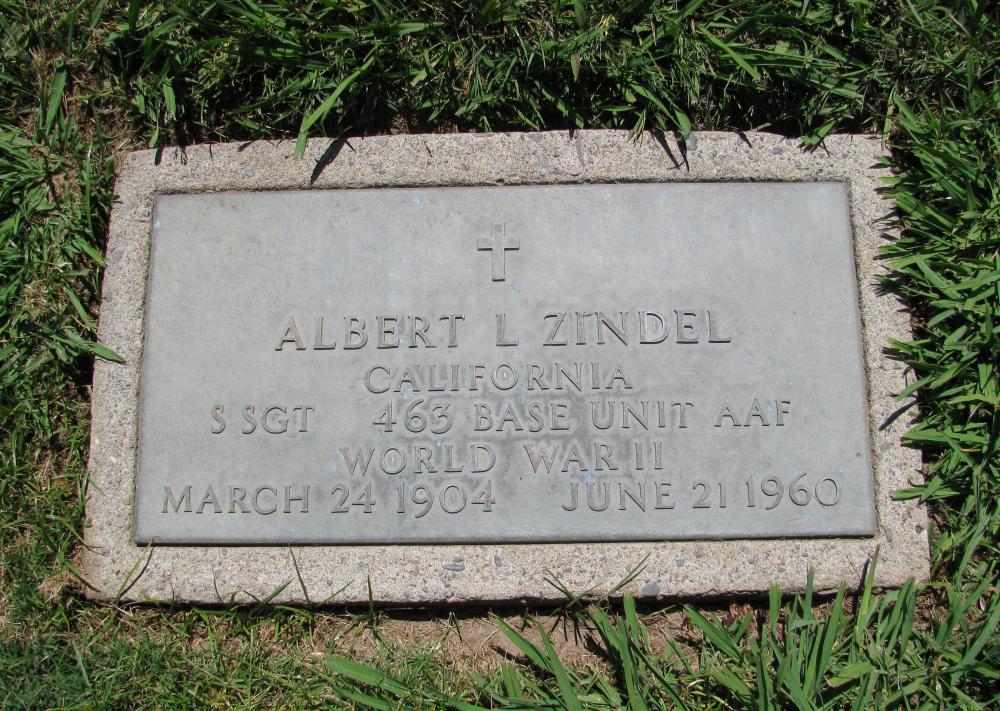 ALBERT L ZINDEL
CALIFORNIA
S SGT 463 BASE UNIT AAF
WORLD WAR II
MARCH 24 1904 JUNE 21 1960